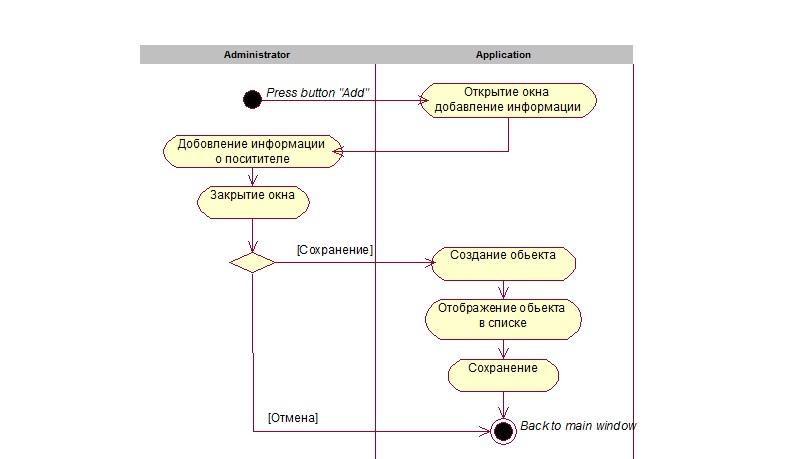 Administrator
Application
Press button "Add"
Открытие окна
добавление информации
Добовление информации
о поситителе
Закрытие окна
[Сохранение]
Создание обьекта
Отображение обьекта
в списке
Сохранение
[Отмена]
Back to main window